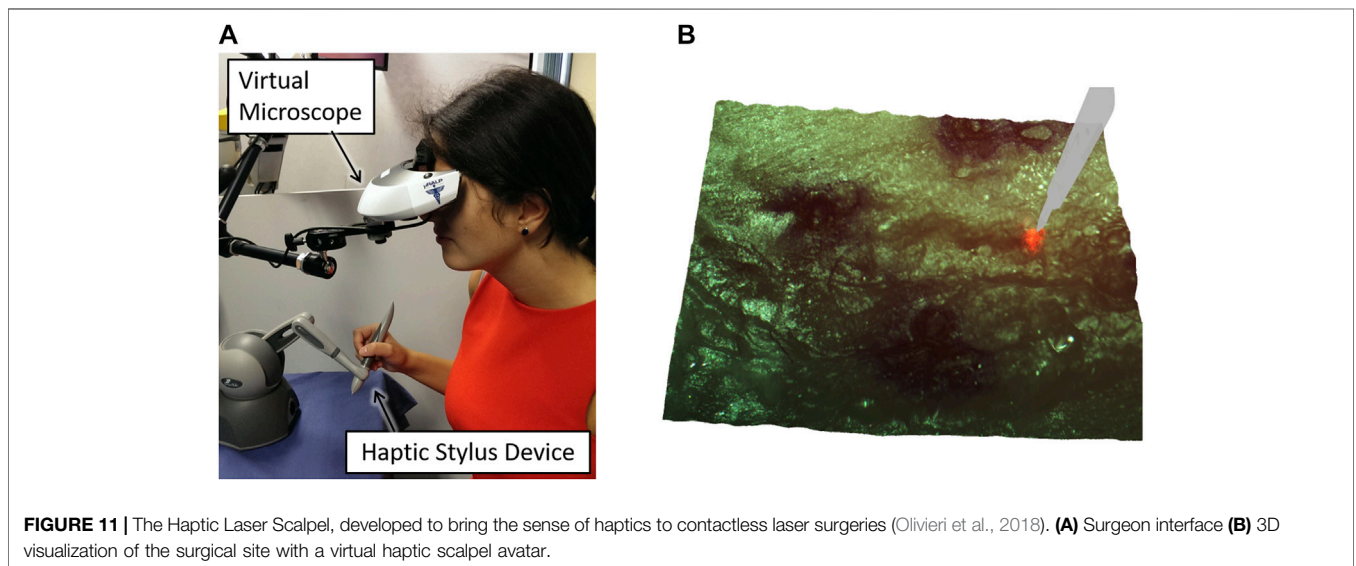 A
B
Virtual
Microscope
μRALP
Haptic Stylus Device
FIGURE 11 | The Haptic Laser Scalpel, developed to bring the sense of haptics to contactless laser surgeries (Olivieri et al., 2018). (A) Surgeon interface (B) 3D
visualization of the surgical site with a virtual haptic scalpel avatar.